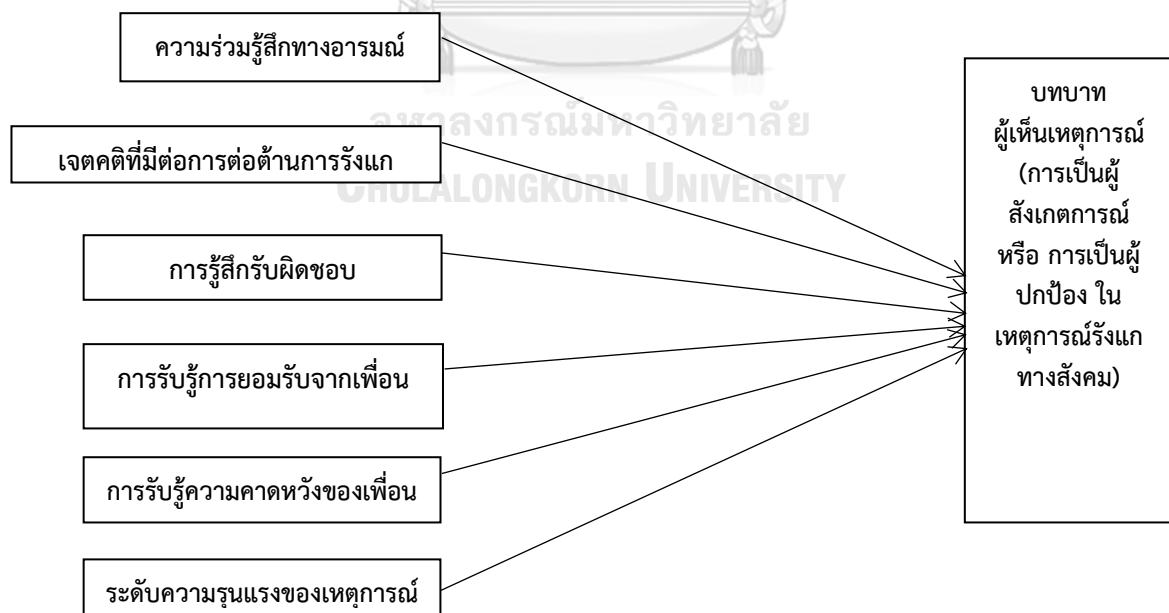 ความร่วมรู้สึกทางอารมณ์
จุฬาลงกรณ์มหาวิทยาลัย
CHULALONGKORN UNIVERSITY
เจตคติที่มีต่อการต่อต้านการรังแก
การรู้สึกรับผิดชอบ
การรับรู้การยอมรับจากเพื่อน
การรับรู้ความคาดหวังของเพื่อน
ระดับความรุนแรงของเหตุการณ์
บทบาท
ผู้เห็นเหตุการณ์
(การเป็นผู้
สังเกตการณ์
หรือ การเป็นผู้
ปกป้อง ใน
เหตุการณ์รังแก
ทางสังคม)